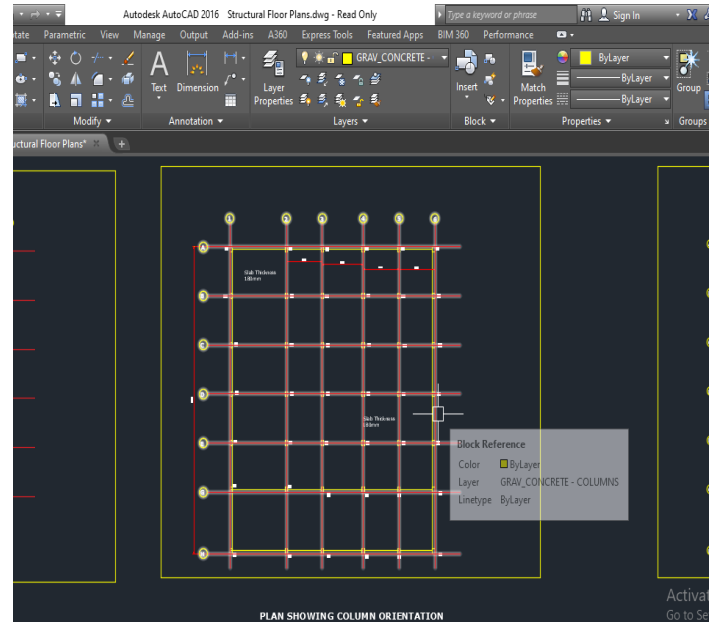 Autodesk AutoCAD 2016 Structural Floor Plans.dwg - Read Only
Type a keyword or phrase
Sign In
tate Parametric View Manage Output Add-ins A360 Express Tools Featured Apps BIM 360 Performance
GRAV_CONCRETE -
ByLayer
ByLayer
ByLayer
Text Dimension
Layer Properties
Insert
Match Properties
Group
Modify Annotation Layers Block Properties Groups
uctural Floor Plans*
Slab Thickness
Slab Thickness
Block Reference
Color ByLayer
Layer GRAV_CONCRETE - COLUMNS
Linetype ByLayer
PLAN SHOWING COLUMN ORIENTATION
Activat
Go to Se